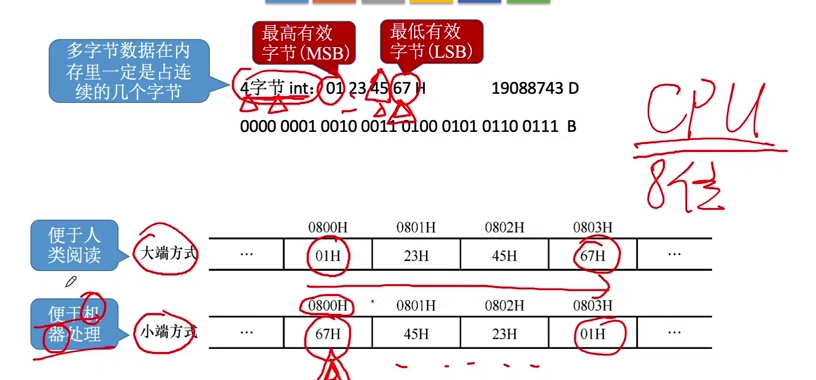 多字节数据在内
存里一定是占连
续的几个字节
最高有效
字节(MSB)
最低有效
字节(LSB)
4字节 int: 01 23 45 67 H 19088743 D
0000 0001 0010 0011 0100 0101 0110 0111 B
CPU
8位
便于人
类阅读
大端方式
0800H 0801H 0802H 0803H
... 01H 23H 45H 67H ...
便于机
器处理
小端方式
0800H 0801H 0802H 0803H
... 67H 45H 23H 01H ...